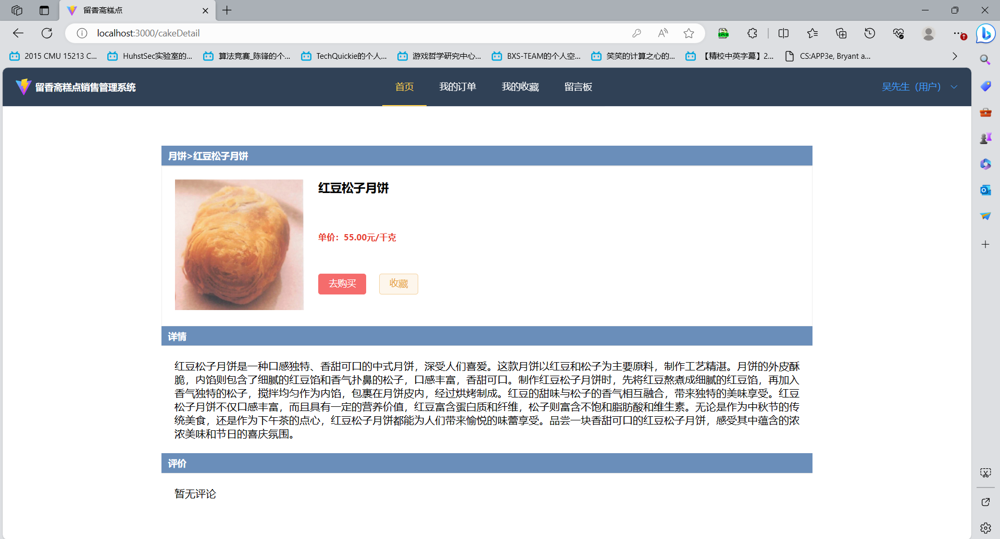 留香斋糕点
localhost:3000/cakeDetail
2015 CMU 15213 C...
HuhstSec实验室的...
算法竞赛_陈锋的个...
TechQuickie的个人...
游戏哲学研究中心...
BXS-TEAM的个人空...
笑笑的计算之心的...
【精校中英字幕】2...
CS:APP3e, Bryant a...
留香斋糕点销售管理系统
首页
我的订单
我的收藏
留言板
吴先生（用户）
月饼>红豆松子月饼
红豆松子月饼
单价：55.00元/千克
去购买
收藏
详情
红豆松子月饼是一种口感独特、香甜可口的中式月饼，深受人们喜爱。这款月饼以红豆和松子为主要原料，制作工艺精湛。月饼的外皮酥
脆，内馅则包含了细腻的红豆馅和香气扑鼻的松子，口感丰富，香甜可口。制作红豆松子月饼时，先将红豆熬煮成细腻的红豆馅，再加入
香气独特的松子，搅拌均匀作为内馅，包裹在月饼皮内，经过烘烤制成。红豆的甜味与松子的香气相互融合，带来独特的美味享受。红豆
松子月饼不仅口感丰富，而且具有一定的营养价值，红豆富含蛋白质和纤维，松子则富含不饱和脂肪酸和维生素。无论是作为中秋节的传
统美食，还是作为下午茶的点心，红豆松子月饼都能为人们带来愉悦的味蕾享受。品尝一块香甜可口的红豆松子月饼，感受其中蕴含的浓
浓美味和节日的喜庆氛围。
评价
暂无评论